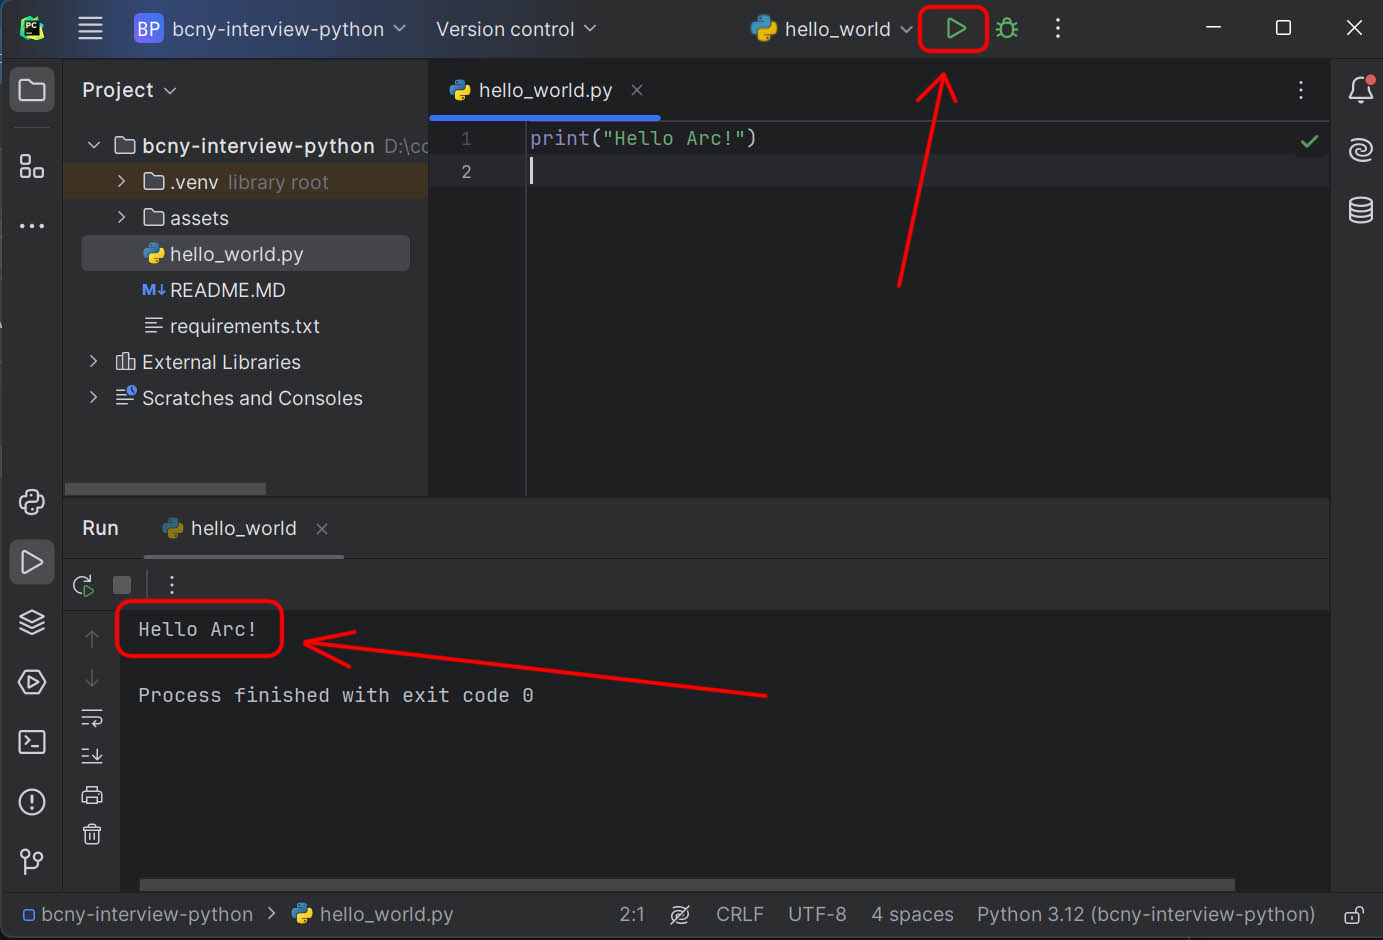 PC
BP bcny-interview-python Version control hello_world
Project
hello_world.py
bcny-interview-python
.venv library root
assets
hello_world.py
M↓ README.MD
requirements.txt
External Libraries
Scratches and Consoles
1 print("Hello Arc!")
2
Run hello_world
Hello Arc!
Process finished with exit code 0
bcny-interview-python > hello_world.py 2:1 CRLF UTF-8 4 spaces Python 3.12 (bcny-interview-python)